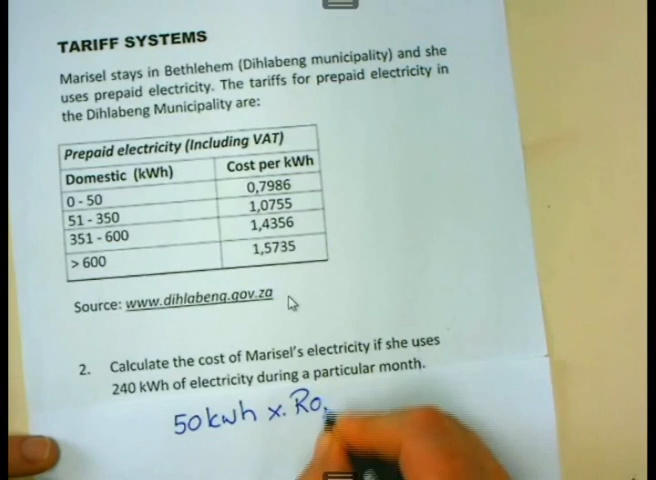 TARIFF SYSTEMS
Marisel stays in Bethlehem (Dihlabeng municipality) and she
uses prepaid electricity. The tariffs for prepaid electricity in
the Dihlabeng Municipality are:
Prepaid electricity (Including VAT)
Domestic (kWh) Cost per kWh
0 - 50 0,7986
51 - 350 1,0755
351 - 600 1,4356
> 600 1,5735
Source: www.dihlabeng.gov.za
2. Calculate the cost of Marisel's electricity if she uses
240 kWh of electricity during a particular month.
50kwh x. R0,